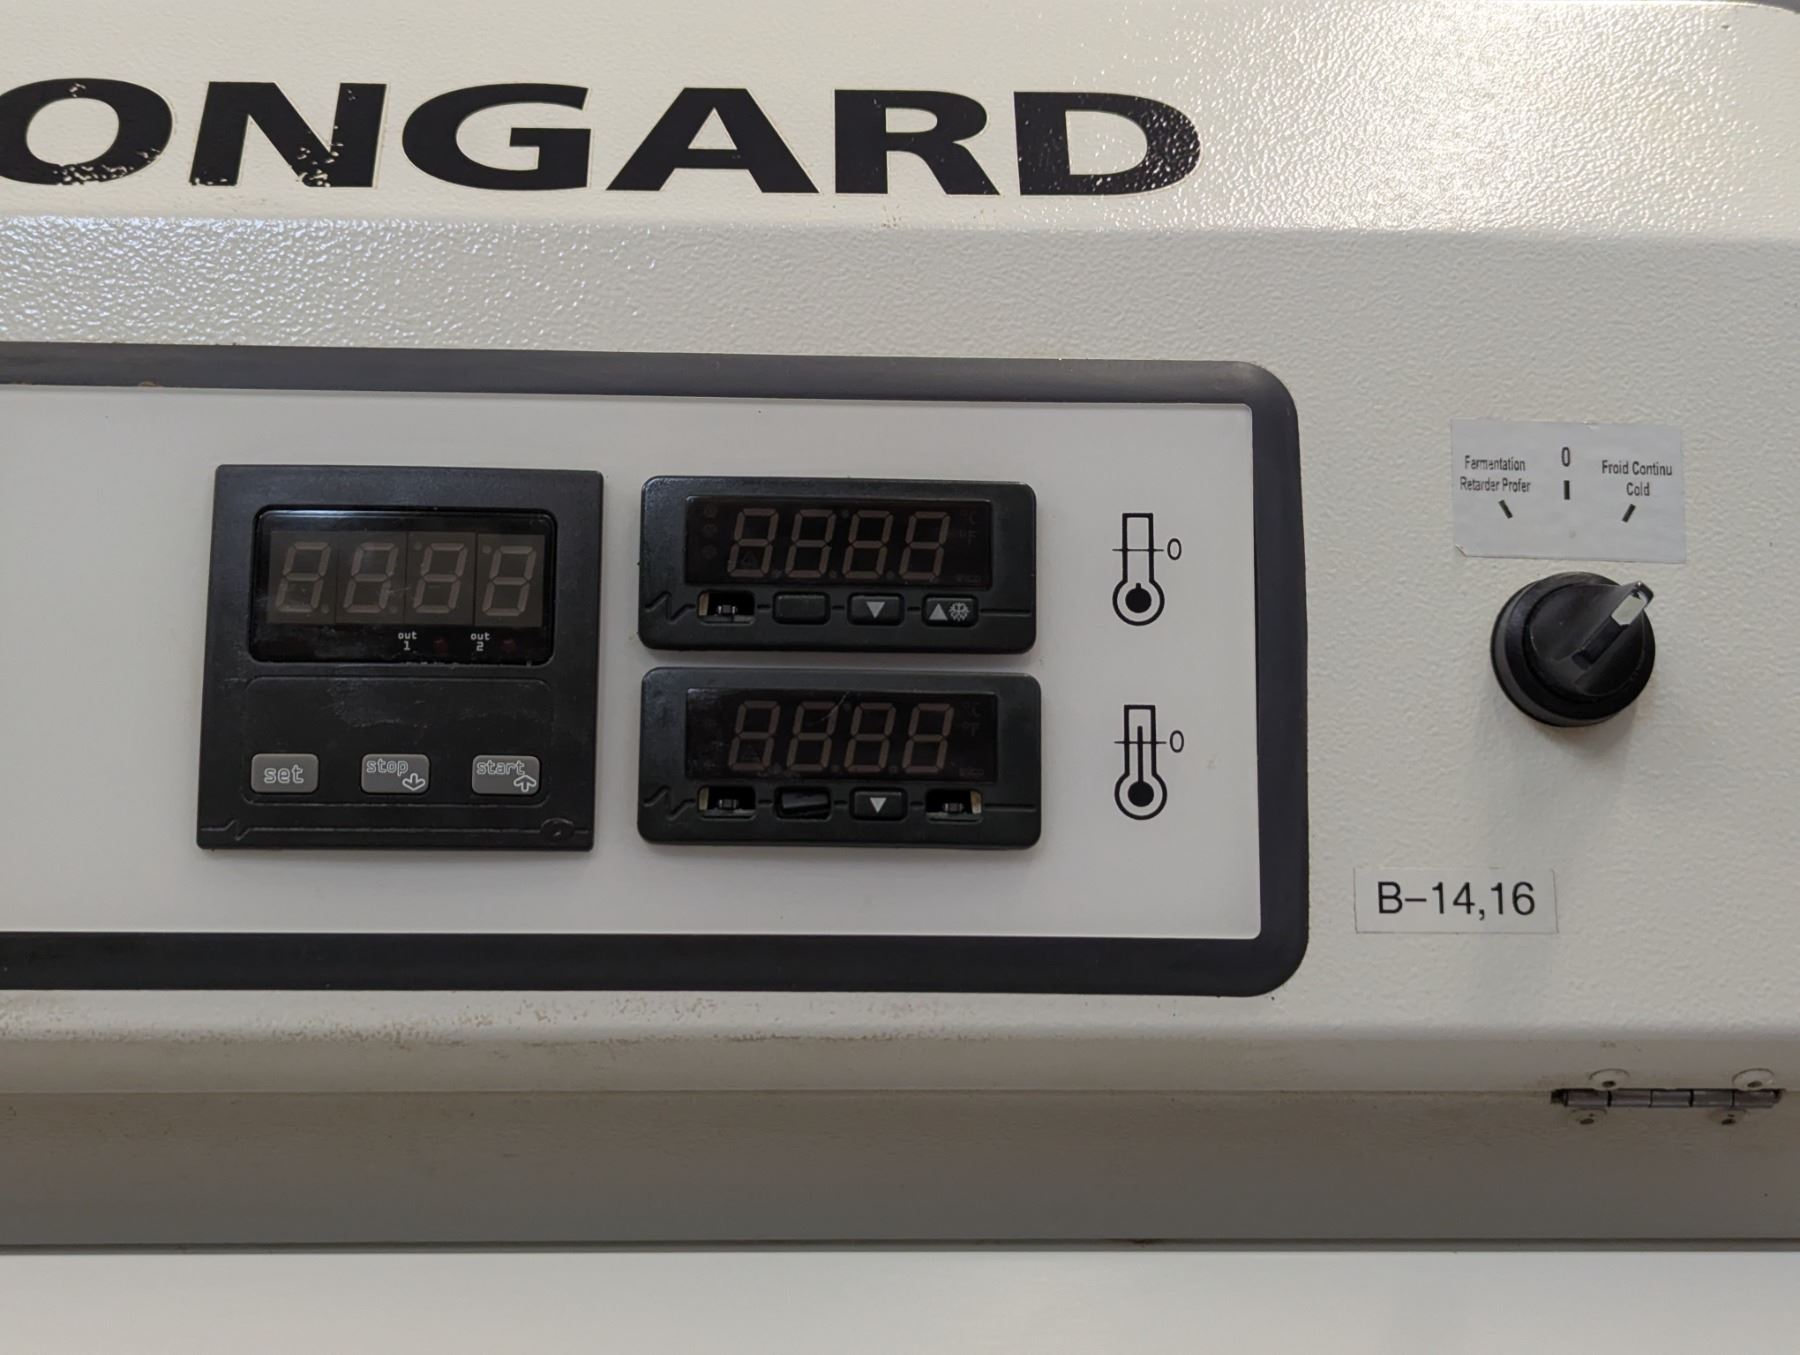 ONGARD
Fermentation
Retarder Profer
0
Froid Continu
Cold
out
1
out
2
set
stop
start
°C
°F
0
°C
°F
0
B–14,16